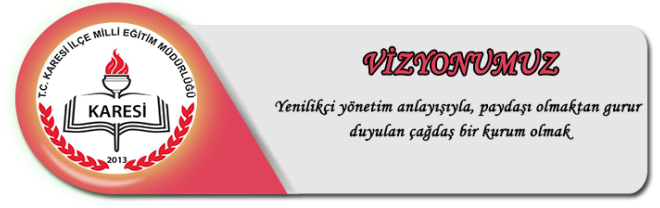 T.C. KARESİ İLÇE MİLLİ EĞİTİM MÜDÜRLÜĞÜ
KARESİ
2013
VİZYONUMUZ
Yenilikçi yönetim anlayışıyla, paydaşı olmaktan gurur
duyulan çağdaş bir kurum olmak